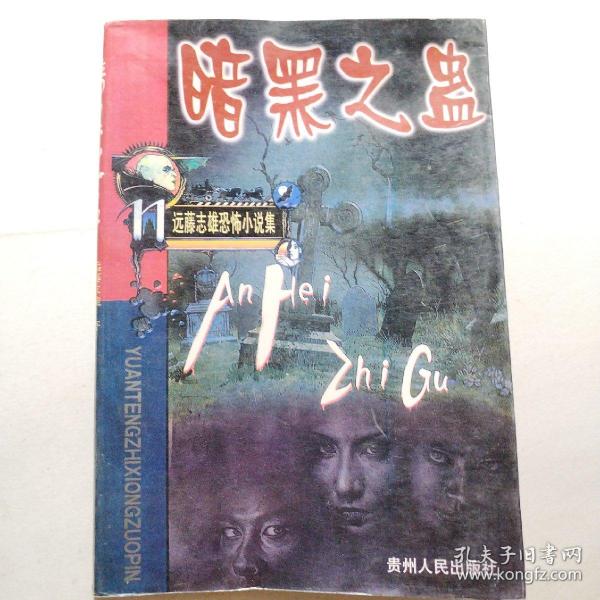 暗黑之蛊
n
远藤志雄恐怖小说集
An Hei
Zhi Gu
YUANTENGZHIXIONGZUOPIN
贵州人民出版社
孔夫子旧书网
www.kongfz.com